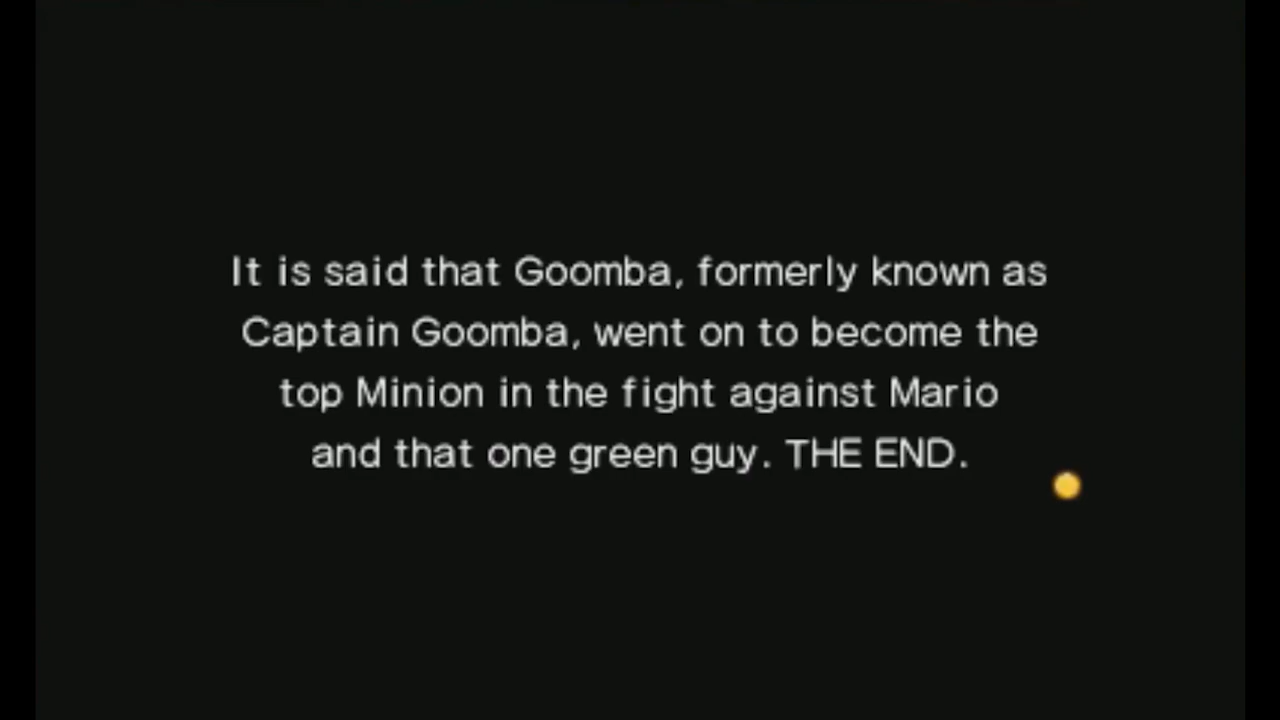 It is said that Goomba, formerly known as
Captain Goomba, went on to become the
top Minion in the fight against Mario
and that one green guy. THE END.